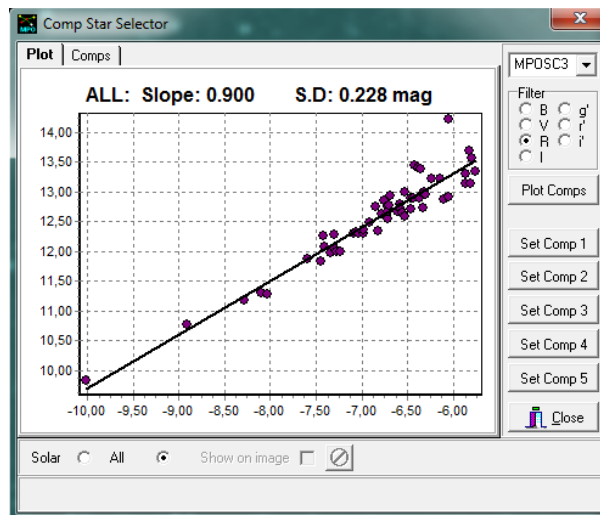 MPO Comp Star Selector
Plot Comps
ALL: Slope: 0.900 S.D: 0.228 mag
14,00
13,50
13,00
12,50
12,00
11,50
11,00
10,50
10,00
-10,00 -9,50 -9,00 -8,50 -8,00 -7,50 -7,00 -6,50 -6,00
MPOSC3
Filter
B g'
V r'
R i'
I
Plot Comps
Set Comp 1
Set Comp 2
Set Comp 3
Set Comp 4
Set Comp 5
Close
Solar All Show on image